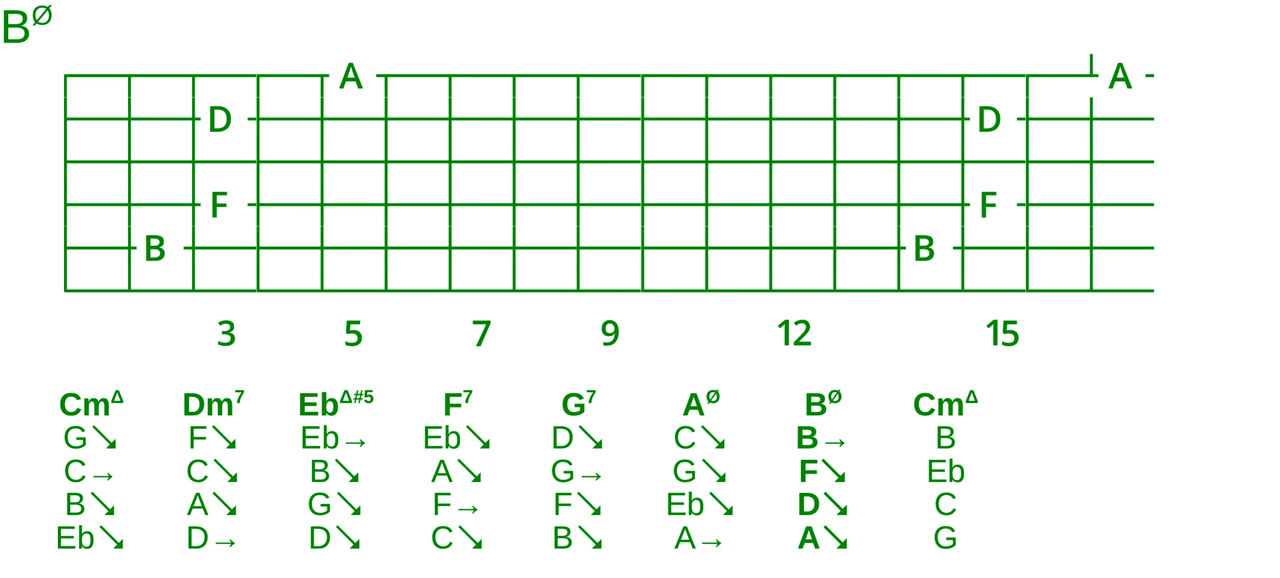 BØ
A A
D D
F F
B B
3 5 7 9 12 15
CmΔ Dm7 EbΔ#5 F7 G7 AØ BØ CmΔ
G↘ F↘ Eb→ Eb↘ D↘ C↘ B→ B
C→ C↘ B↘ A↘ G→ G↘ F↘ Eb
B↘ A↘ G↘ F→ F↘ Eb↘ D↘ C
Eb↘ D→ D↘ C↘ B↘ A→ A↘ G